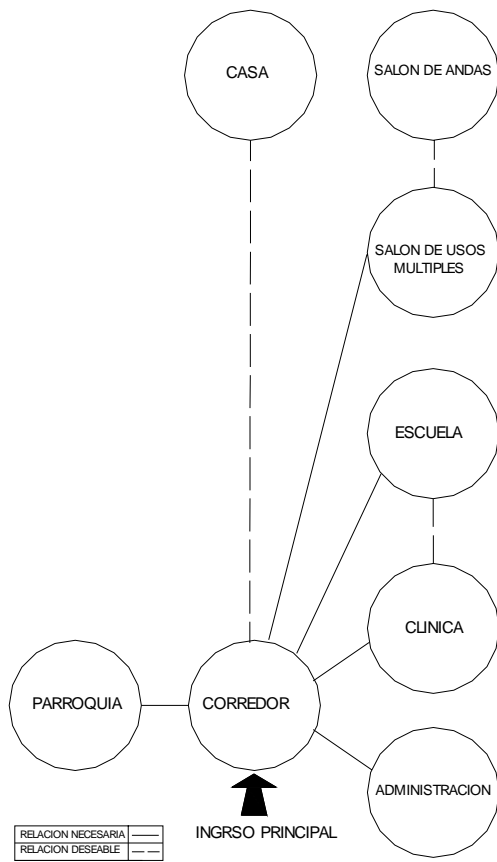 CASA
SALON DE ANDAS
SALON DE USOS
MULTIPLES
ESCUELA
CLINICA
PARROQUIA
CORREDOR
ADMINISTRACION
INGRSO PRINCIPAL
RELACION NECESARIA
RELACION DESEABLE